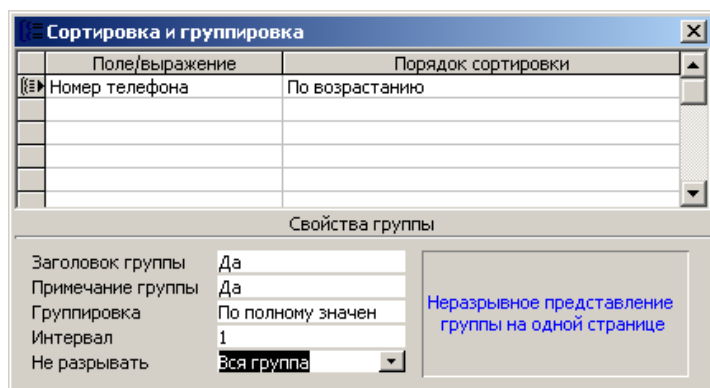 Сортировка и группировка
Поле/выражение Порядок сортировки
Номер телефона По возрастанию
Свойства группы
Заголовок группы Да
Примечание группы Да
Группировка По полному значен
Интервал 1
Не разрывать Вся группа
Неразрывное представление
группы на одной странице